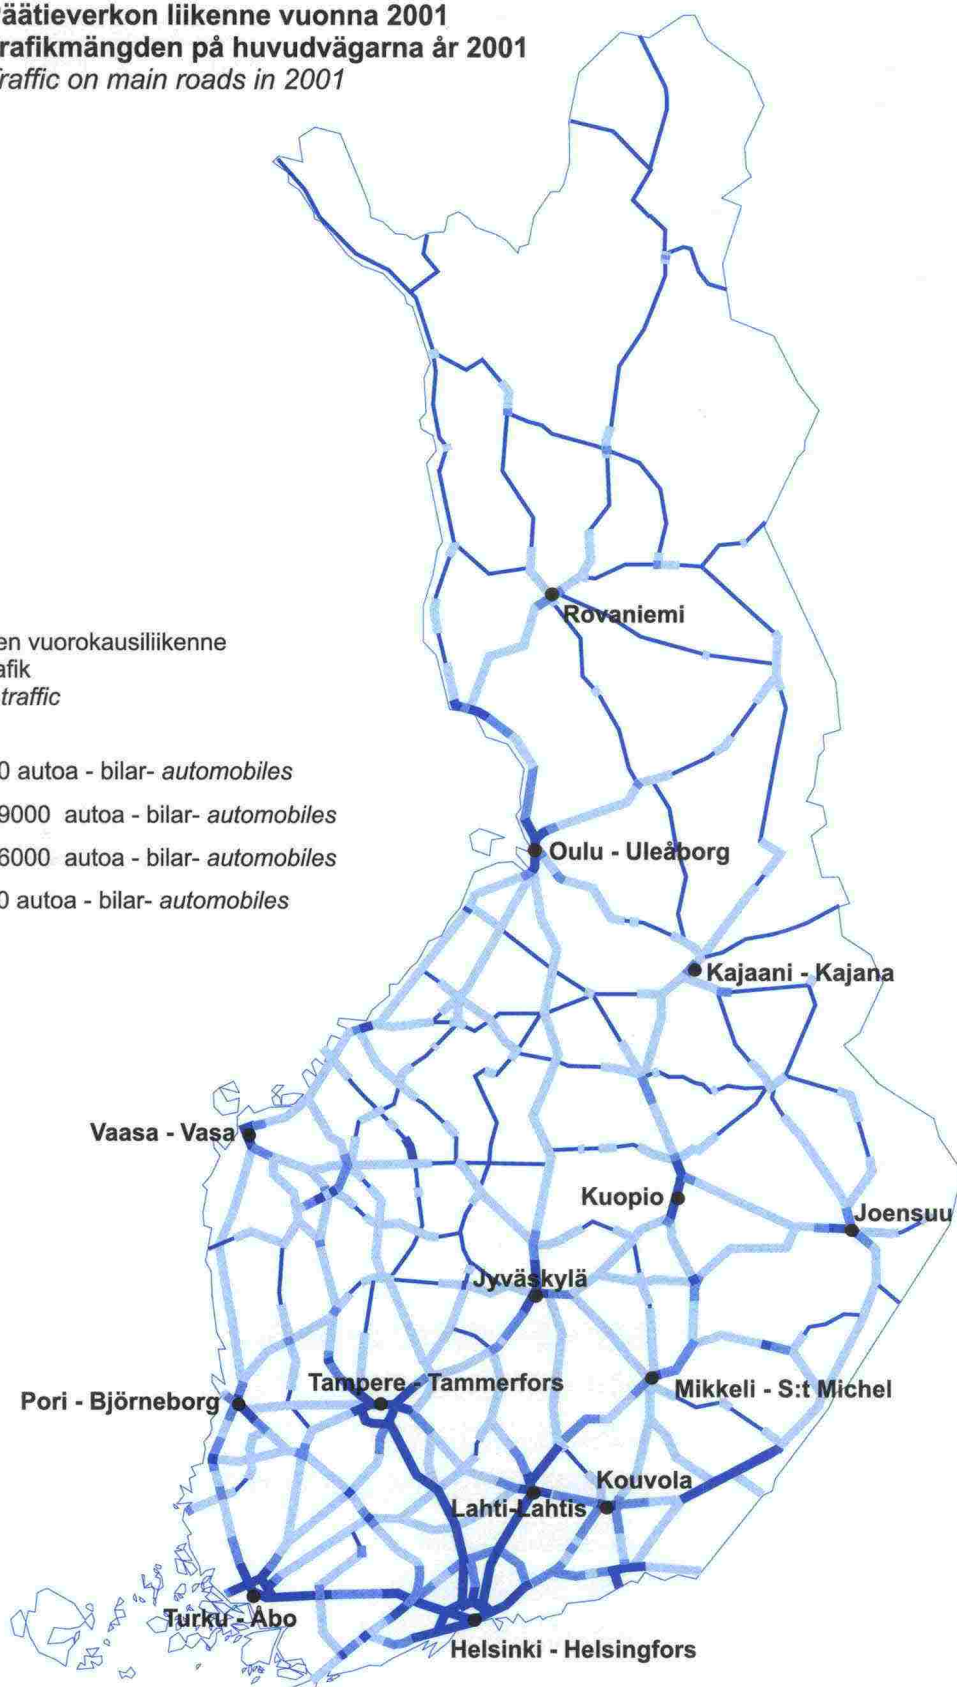 äätieverkon liikenne vuonna 2001
rafikmängden på huvudvägarna år 2001
raffic on main roads in 2001
Rovaniemi
en vuorokausiliikenne
afik
traffic
0 autoa - bilar- automobiles
9000 autoa - bilar- automobiles
6000 autoa - bilar- automobiles
0 autoa - bilar- automobiles
Oulu - Uleåborg
Kajaani - Kajana
Vaasa - Vasa
Kuopio
Joensuu
Jyväskylä
Tampere - Tammerfors
Mikkeli - S:t Michel
Pori - Björneborg
Kouvola
Lahti-Lahtis
Turku - Åbo
Helsinki - Helsingfors